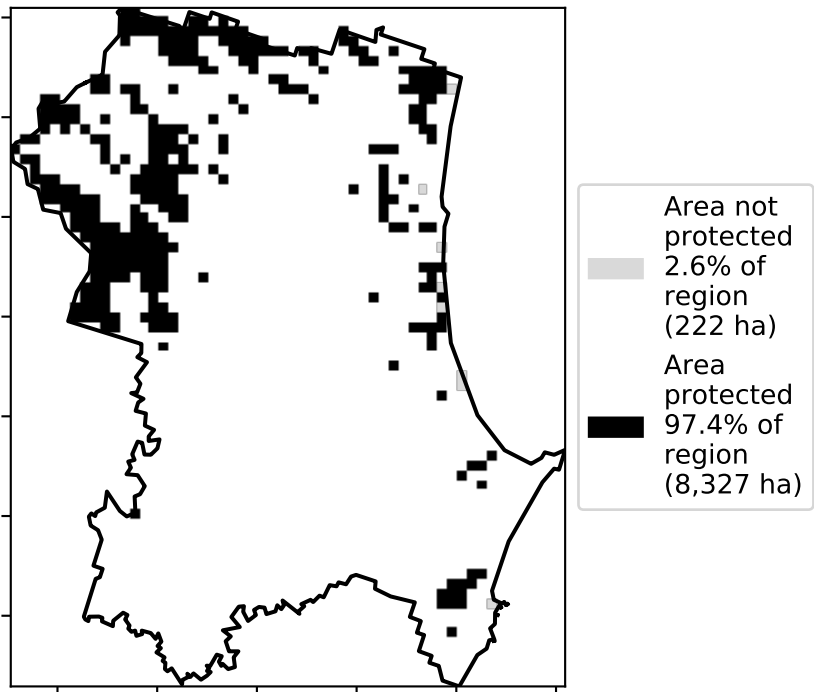 Area not
protected
2.6% of
region
(222 ha)
Area
protected
97.4% of
region
(8,327 ha)